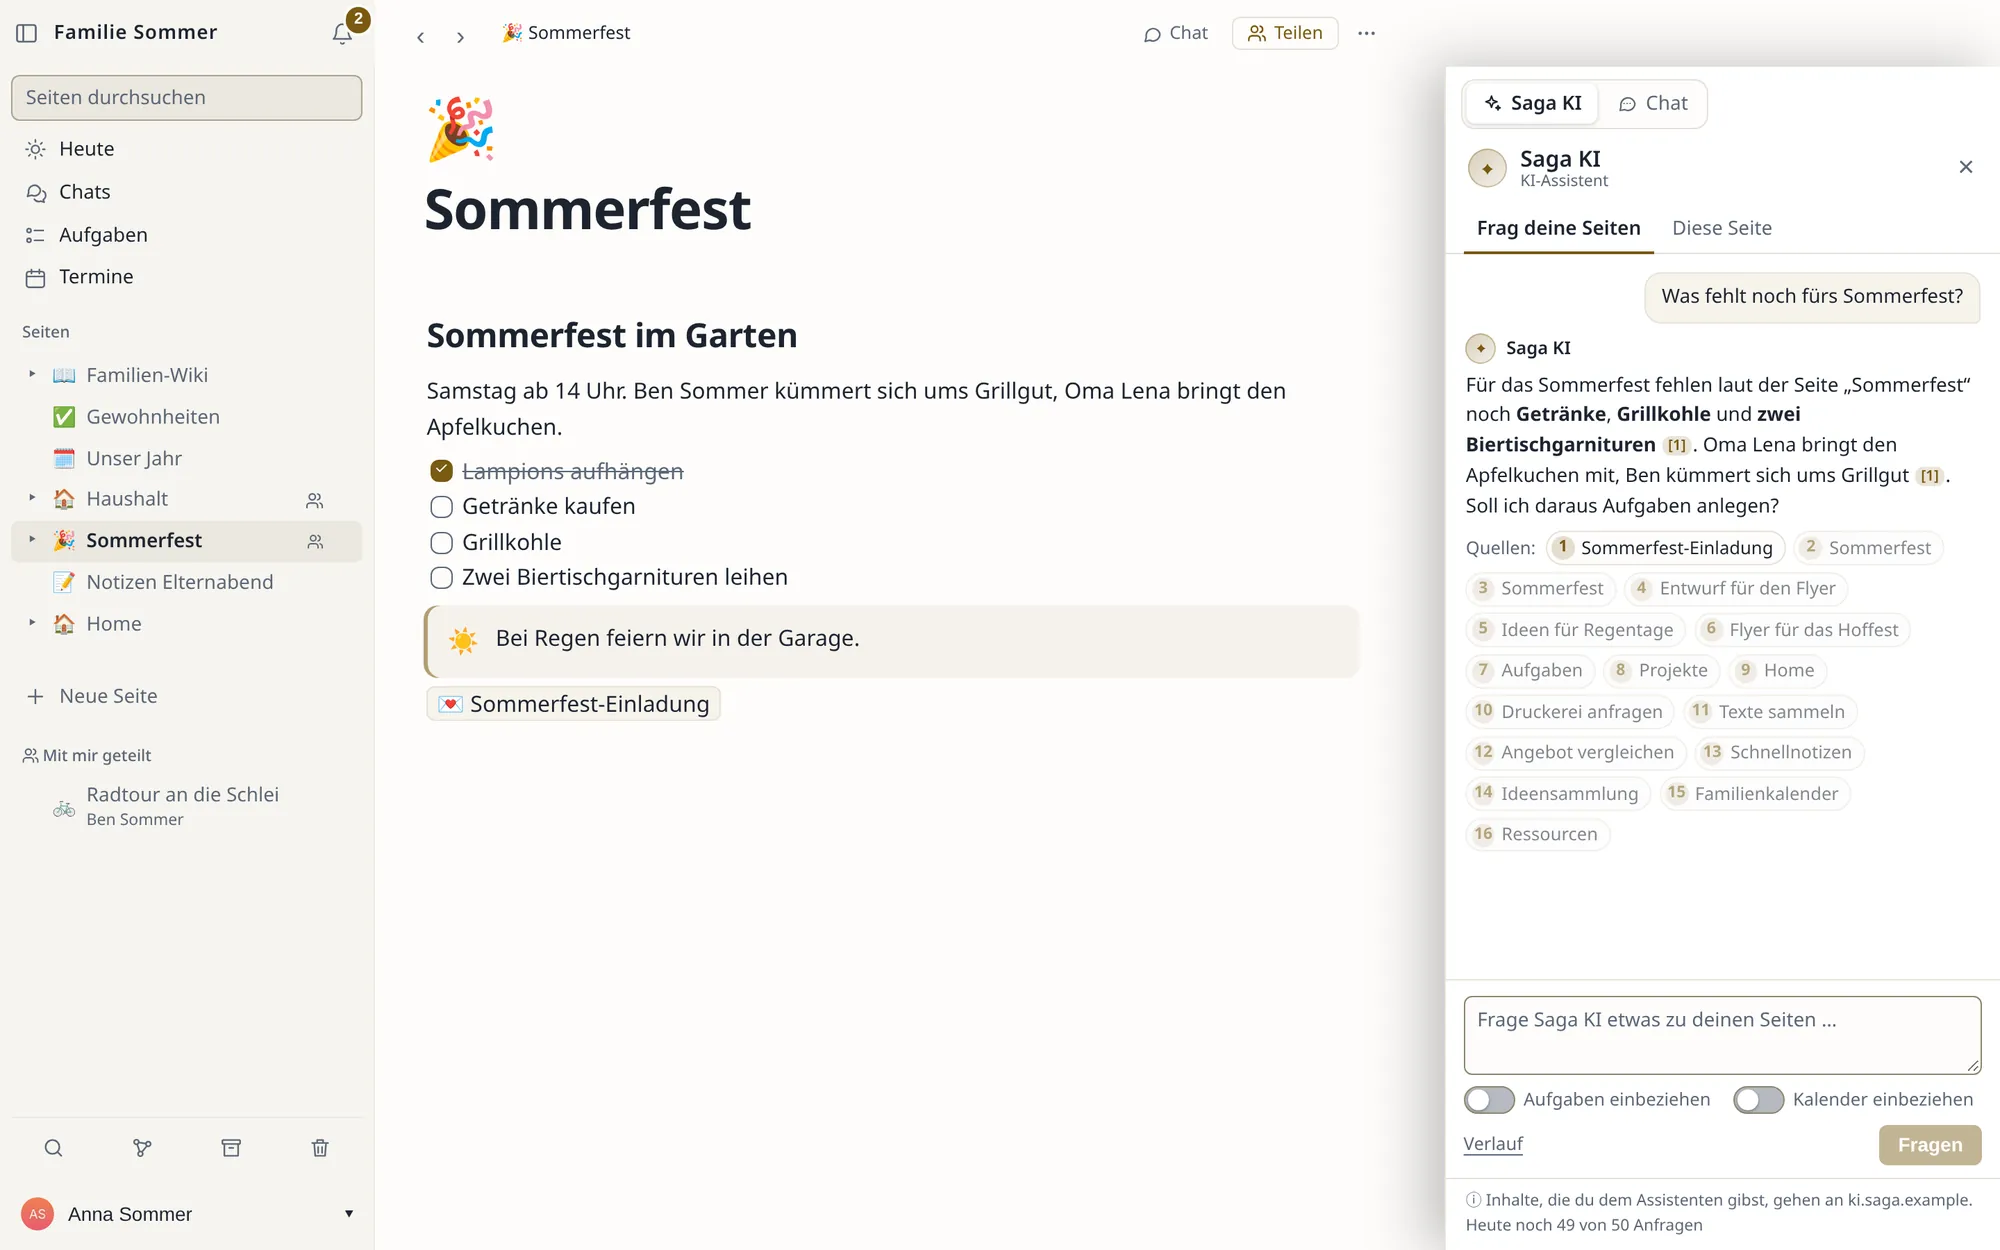 Familie Sommer
2
Seiten durchsuchen
Heute
Chats
Aufgaben
Termine
Seiten
Familien-Wiki
Gewohnheiten
Unser Jahr
Haushalt
Sommerfest
Notizen Elternabend
Home
Neue Seite
Mit mir geteilt
Radtour an die Schlei
Ben Sommer
AS Anna Sommer
Sommerfest
Chat
Teilen
Sommerfest
Sommerfest im Garten
Samstag ab 14 Uhr. Ben Sommer kümmert sich ums Grillgut, Oma Lena bringt den
Apfelkuchen.
Lampions aufhängen
Getränke kaufen
Grillkohle
Zwei Biertischgarnituren leihen
Bei Regen feiern wir in der Garage.
Sommerfest-Einladung
Saga KI Chat
Saga KI
KI-Assistent
Frag deine Seiten Diese Seite
Was fehlt noch fürs Sommerfest?
Saga KI
Für das Sommerfest fehlen laut der Seite „Sommerfest“
noch Getränke, Grillkohle und zwei
Biertischgarnituren [1]. Oma Lena bringt den
Apfelkuchen mit, Ben kümmert sich ums Grillgut [1].
Soll ich daraus Aufgaben anlegen?
Quellen: 1 Sommerfest-Einladung 2 Sommerfest
3 Sommerfest 4 Entwurf für den Flyer
5 Ideen für Regentage 6 Flyer für das Hoffest
7 Aufgaben 8 Projekte 9 Home
10 Druckerei anfragen 11 Texte sammeln
12 Angebot vergleichen 13 Schnellnotizen
14 Ideensammlung 15 Familienkalender
16 Ressourcen
Frage Saga KI etwas zu deinen Seiten ...
Aufgaben einbeziehen Kalender einbeziehen
Verlauf Fragen
Inhalte, die du dem Assistenten gibst, gehen an ki.saga.example.
Heute noch 49 von 50 Anfragen